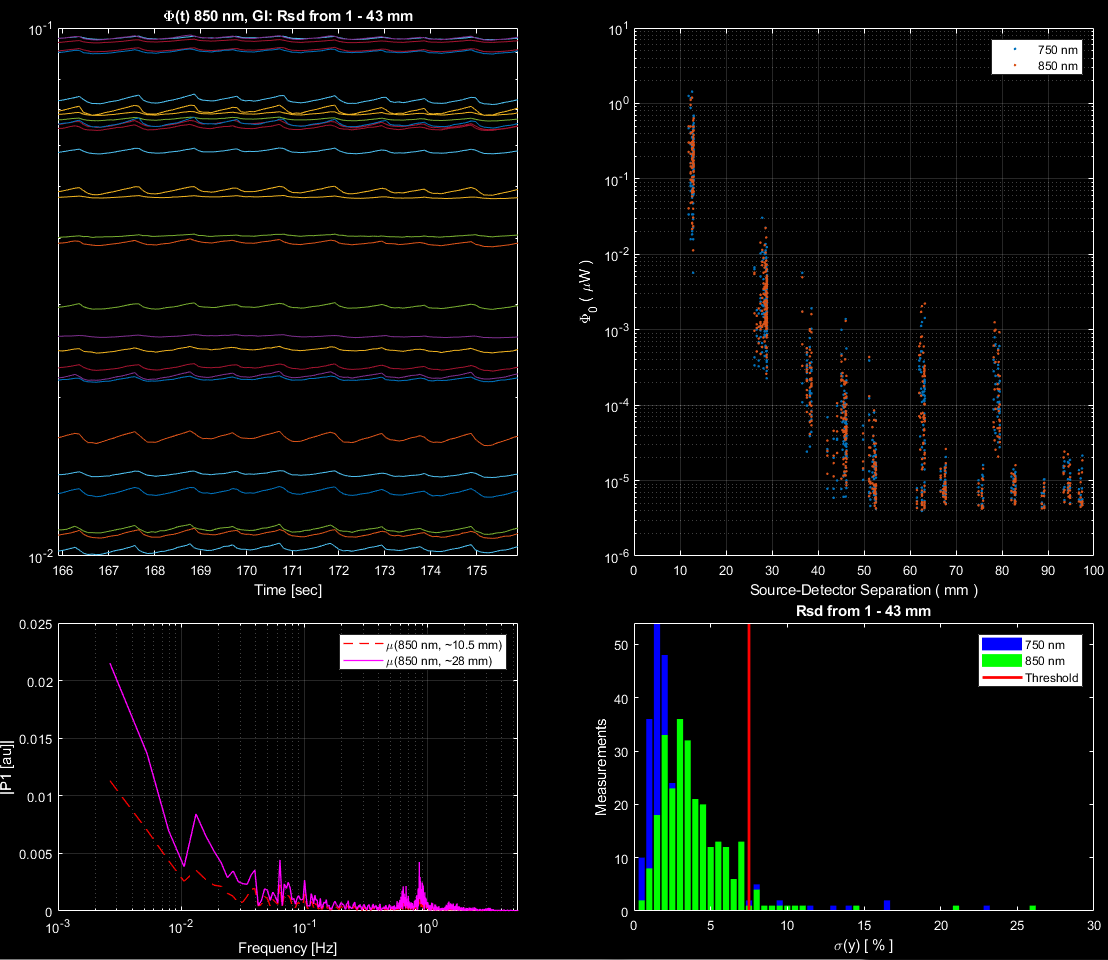 Φ(t) 850 nm, GI: Rsd from 1 - 43 mm
10^-1
10^-2
166 167 168 169 170 171 172 173 174 175
Time [sec]
750 nm
850 nm
10^1
10^0
10^-1
10^-2
10^-3
10^-4
10^-5
10^-6
Φ_0 ( μW )
0 10 20 30 40 50 60 70 80 90 100
Source-Detector Separation ( mm )
μ(850 nm, ~10.5 mm)
μ(850 nm, ~28 mm)
0.025
0.02
0.015
0.01
0.005
0
|P1 [au]|
10^-3 10^-2 10^-1 10^0
Frequency [Hz]
Rsd from 1 - 43 mm
750 nm
850 nm
Threshold
50
40
30
20
10
0
Measurements
0 5 10 15 20 25 30
σ(y) [ % ]